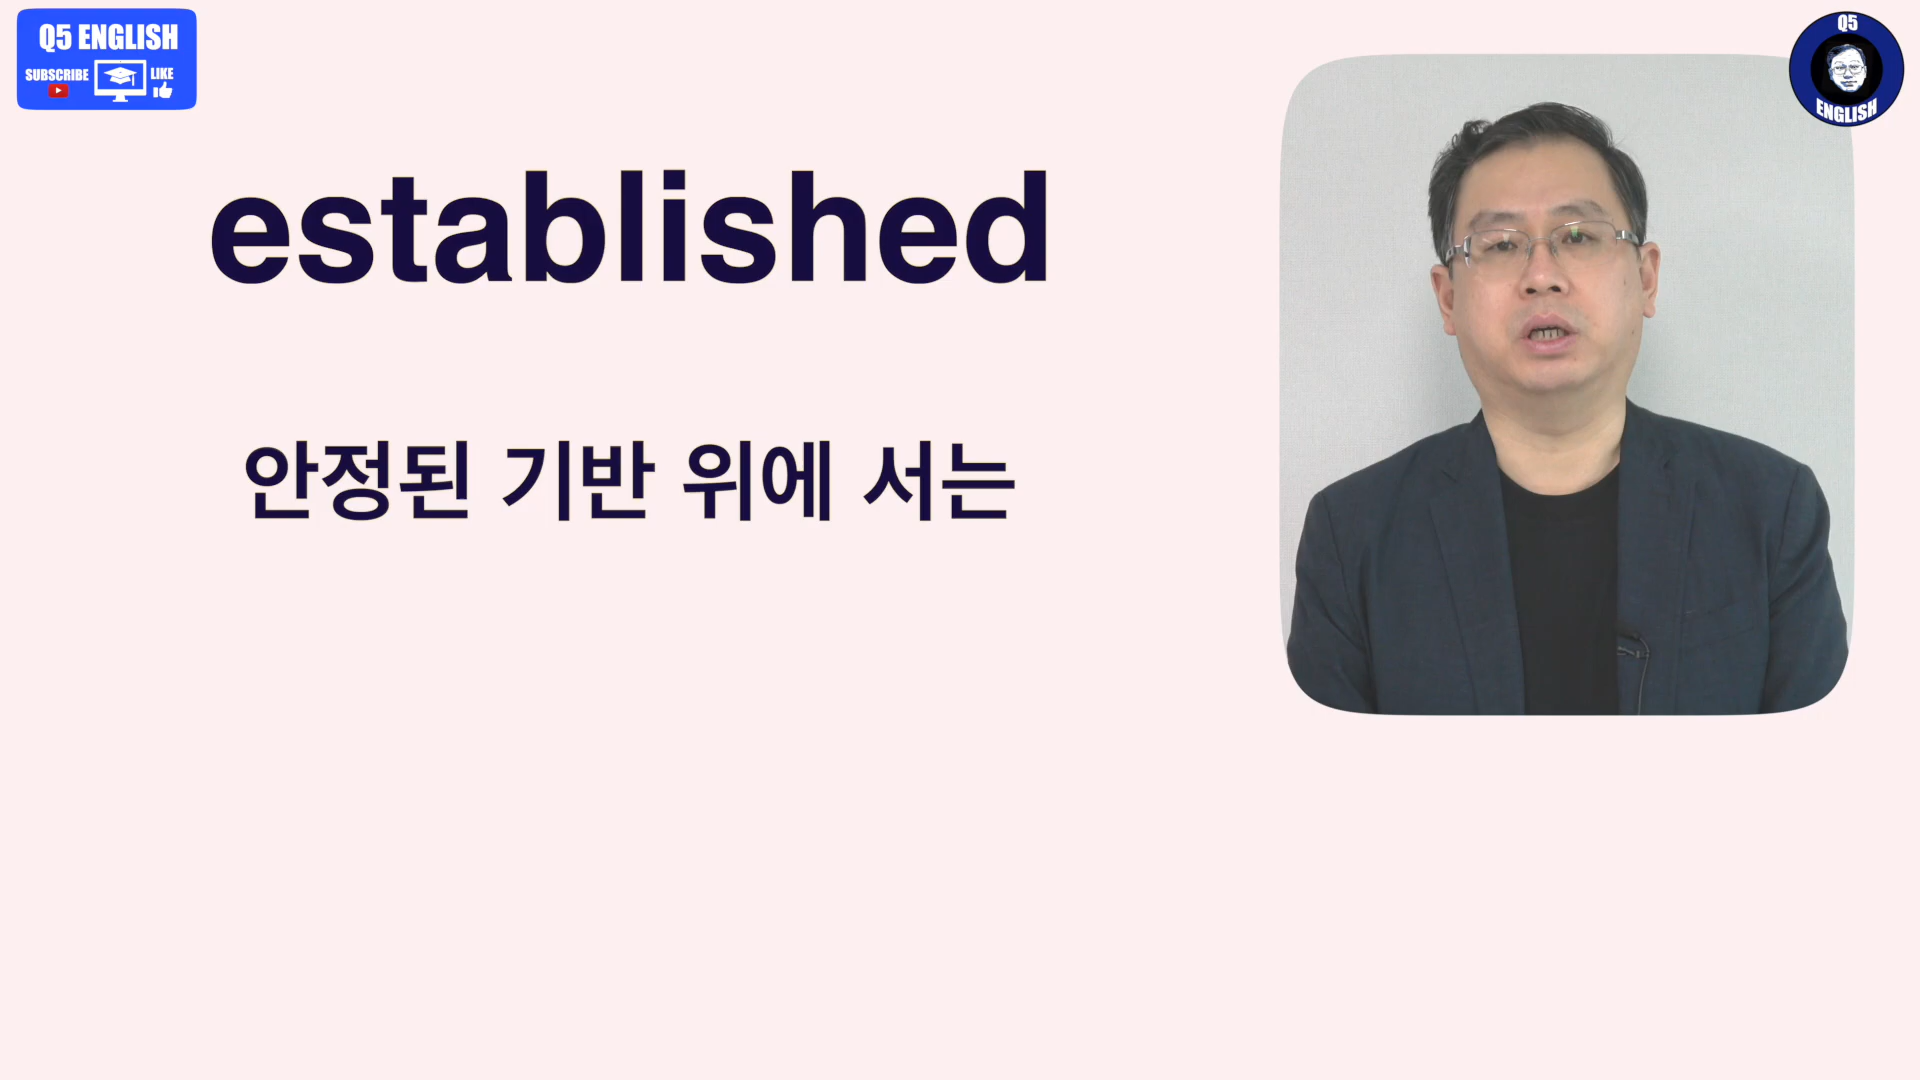 Q5 ENGLISH
SUBSCRIBE
LIKE
Q5
ENGLISH
established
안정된 기반 위에 서는